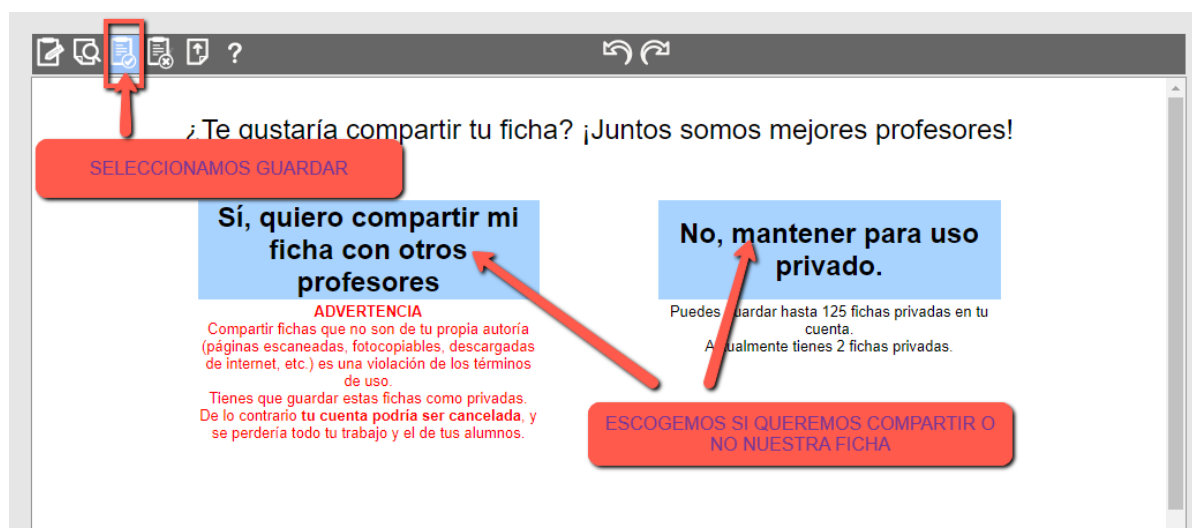 ?
¿Te gustaría compartir tu ficha? ¡Juntos somos mejores profesores!
SELECCIONAMOS GUARDAR
Sí, quiero compartir mi
ficha con otros
profesores
ADVERTENCIA
Compartir fichas que no son de tu propia autoría
(páginas escaneadas, fotocopiables, descargadas
de internet, etc.) es una violación de los términos
de uso.
Tienes que guardar estas fichas como privadas.
De lo contrario tu cuenta podría ser cancelada, y
se perdería todo tu trabajo y el de tus alumnos.
No, mantener para uso
privado.
Puedes guardar hasta 125 fichas privadas en tu
cuenta.
Actualmente tienes 2 fichas privadas.
ESCOGEMOS SI QUEREMOS COMPARTIR O
NO NUESTRA FICHA